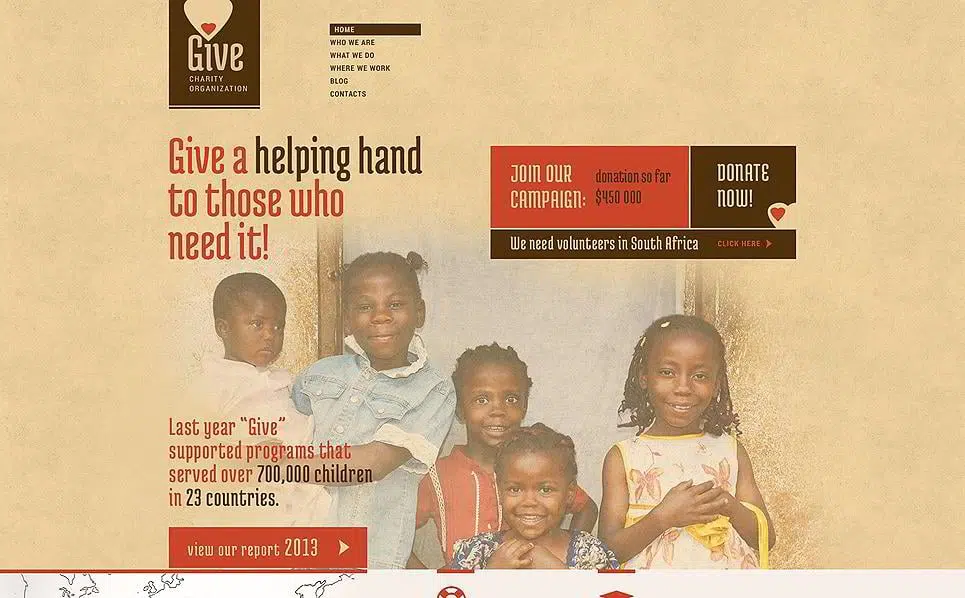 Give
CHARITY
ORGANIZATION
HOME
WHO WE ARE
WHAT WE DO
WHERE WE WORK
BLOG
CONTACTS
Give a helping hand
to those who
need it!
JOIN OUR
CAMPAIGN:
donation so far
$450 000
DONATE
NOW!
We need volunteers in South Africa
CLICK HERE
Last year “Give”
supported programs that
served over 700,000 children
in 23 countries.
view our report 2013